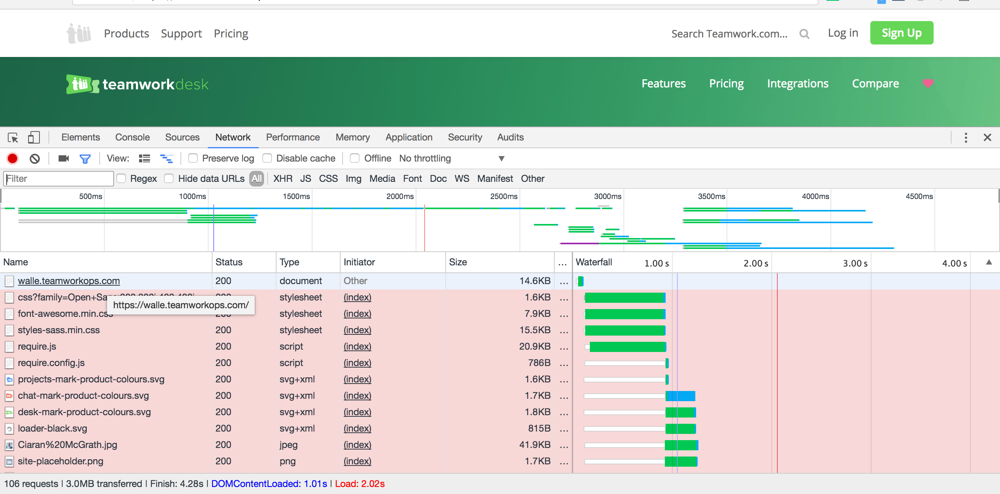 Products Support Pricing Search Teamwork.com... Log in Sign Up
teamworkdesk Features Pricing Integrations Compare
Elements Console Sources Network Performance Memory Application Security Audits
View: Preserve log Disable cache Offline No throttling
Filter Regex Hide data URLs All XHR JS CSS Img Media Font Doc WS Manifest Other
500ms 1000ms 1500ms 2000ms 2500ms 3000ms 3500ms 4000ms 4500ms
Name Status Type Initiator Size ... Waterfall 1.00 s 2.00 s 3.00 s 4.00 s
walle.teamworkops.com 200 document Other 14.6KB ...
css?family=Open+Sa stylesheet (index) 1.6KB ...
https://walle.teamworkops.com/
font-awesome.min.css 200 stylesheet (index) 7.9KB ...
styles-sass.min.css 200 stylesheet (index) 15.5KB ...
require.js 200 script (index) 20.9KB ...
require.config.js 200 script (index) 786B ...
projects-mark-product-colours.svg 200 svg+xml (index) 1.6KB ...
chat-mark-product-colours.svg 200 svg+xml (index) 1.7KB ...
desk-mark-product-colours.svg 200 svg+xml (index) 1.8KB ...
loader-black.svg 200 svg+xml (index) 815B ...
Ciaran%20McGrath.jpg 200 jpeg (index) 41.9KB ...
site-placeholder.png 200 png (index) 1.7KB ...
106 requests | 3.0MB transferred | Finish: 4.28s | DOMContentLoaded: 1.01s | Load: 2.02s